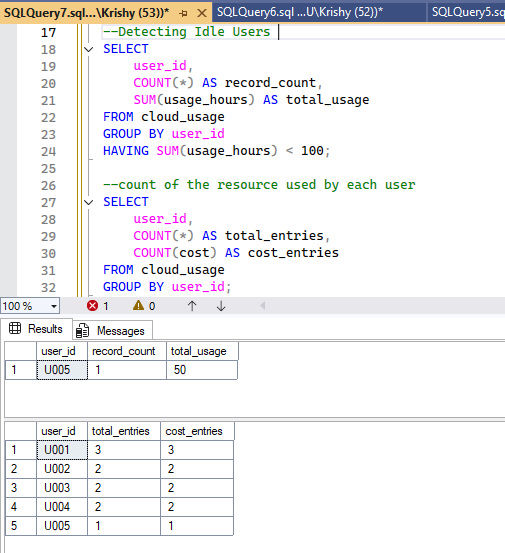 SQLQuery7.sql...\Krishy (53))*
SQLQuery6.sql ...U\Krishy (52))*
SQLQuery5.sq
17 --Detecting Idle Users
18 SELECT
19 user_id,
20 COUNT(*) AS record_count,
21 SUM(usage_hours) AS total_usage
22 FROM cloud_usage
23 GROUP BY user_id
24 HAVING SUM(usage_hours) < 100;
25
26 --count of the resource used by each user
27 SELECT
28 user_id,
29 COUNT(*) AS total_entries,
30 COUNT(cost) AS cost_entries
31 FROM cloud_usage
32 GROUP BY user_id;
100 % 1 0
Results Messages
user_id record_count total_usage
1 U005 1 50
user_id total_entries cost_entries
1 U001 3 3
2 U002 2 2
3 U003 2 2
4 U004 2 2
5 U005 1 1